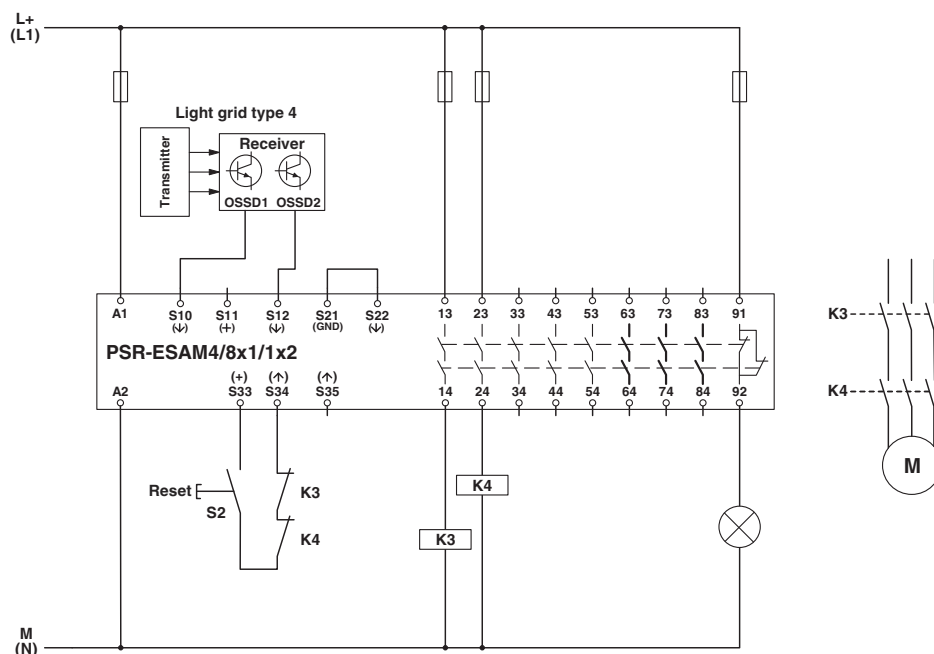 L+
(L1)
Light grid type 4
Transmitter
Receiver
OSSD1 OSSD2
A1 S10 S11 S12 S21 S22 13 23 33 43 53 63 73 83 91
(↓) (+) (↓) (GND) (↓)
PSR-ESAM4/8x1/1x2
(+) (↑) (↑)
A2 S33 S34 S35 14 24 34 44 54 64 74 84 92
K3
K4
M
Reset
S2
K3
K4
K4
K3
M
(N)